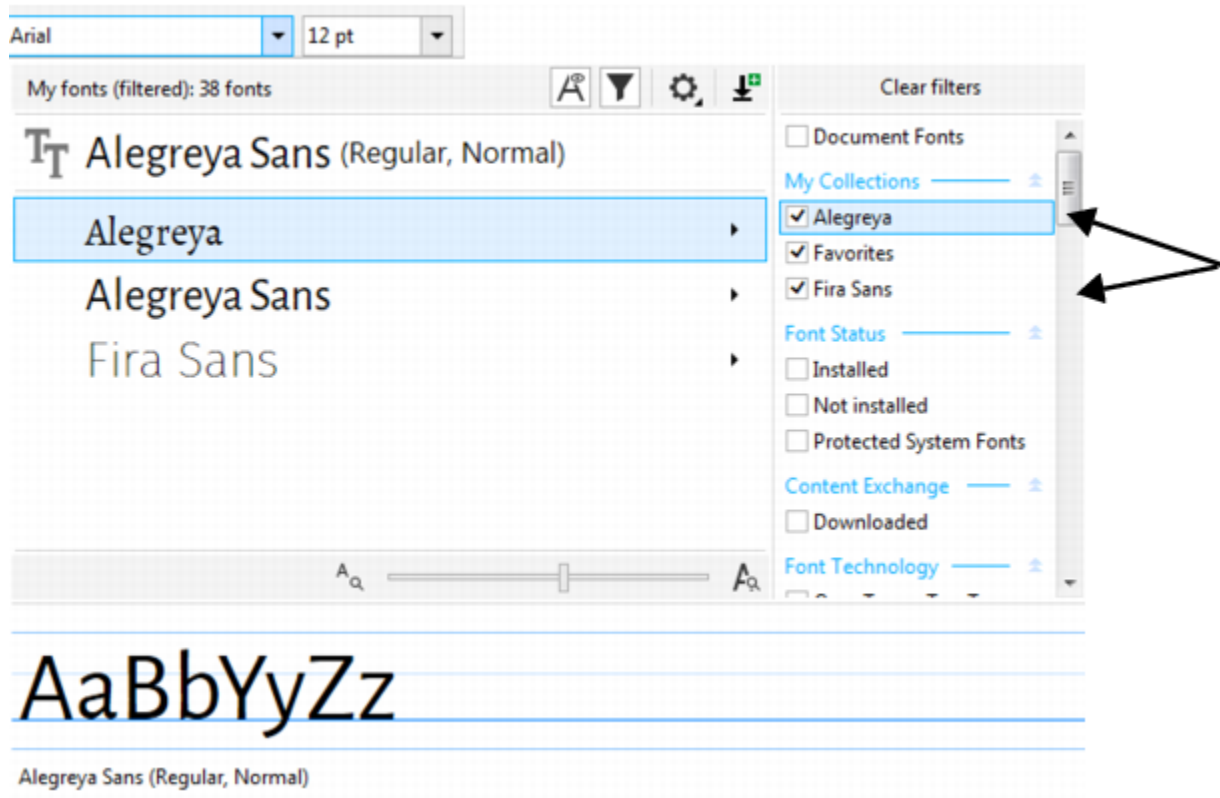 Arial 12 pt
My fonts (filtered): 38 fonts
Clear filters
Alegreya Sans (Regular, Normal)
Alegreya
Alegreya Sans
Fira Sans
Document Fonts
My Collections
Alegreya
Favorites
Fira Sans
Font Status
Installed
Not installed
Protected System Fonts
Content Exchange
Downloaded
Font Technology
AaBbYyZz
Alegreya Sans (Regular, Normal)